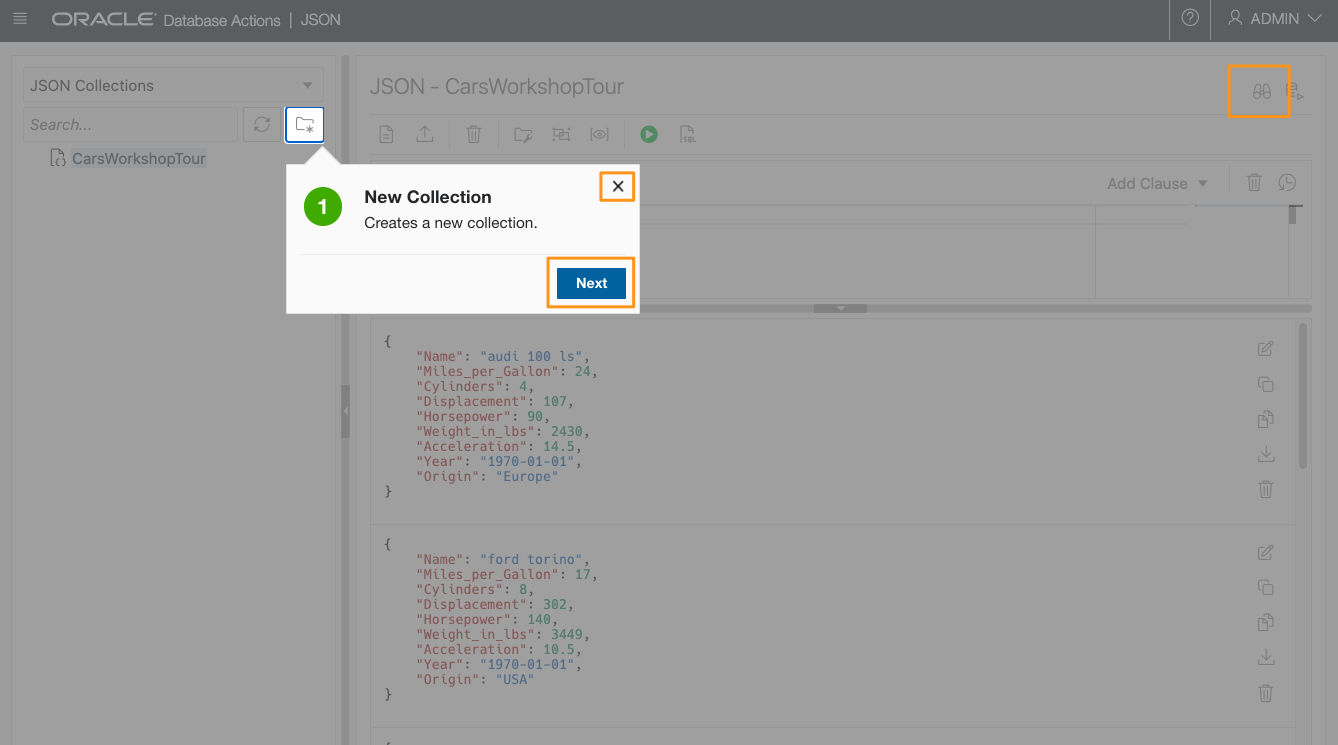 ORACLE Database Actions | JSON
ADMIN
JSON Collections
Search...
CarsWorkshopTour
JSON - CarsWorkshopTour
SQL
Add Clause
1
New Collection
Creates a new collection.
Next
{
"Name": "audi 100 ls",
"Miles_per_Gallon": 24,
"Cylinders": 4,
"Displacement": 107,
"Horsepower": 90,
"Weight_in_lbs": 2430,
"Acceleration": 14.5,
"Year": "1970-01-01",
"Origin": "Europe"
}
{
"Name": "ford torino",
"Miles_per_Gallon": 17,
"Cylinders": 8,
"Displacement": 302,
"Horsepower": 140,
"Weight_in_lbs": 3449,
"Acceleration": 10.5,
"Year": "1970-01-01",
"Origin": "USA"
}